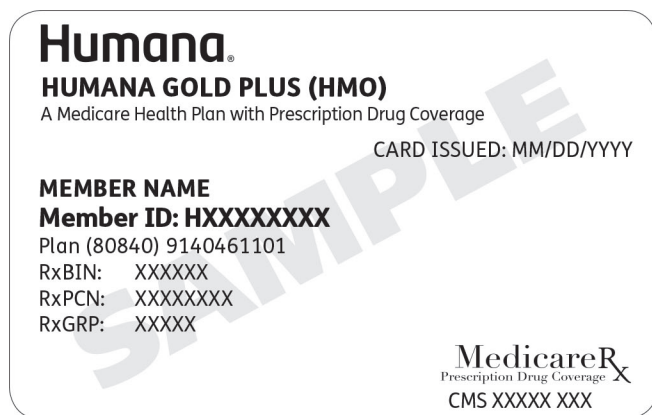 Humana®
HUMANA GOLD PLUS (HMO)
A Medicare Health Plan with Prescription Drug Coverage
CARD ISSUED: MM/DD/YYYY
MEMBER NAME
Member ID: HXXXXXXXX
Plan (80840) 9140461101
RxBIN: XXXXXX
RxPCN: XXXXXXXX
RxGRP: XXXXX
SAMPLE
MedicareRx
Prescription Drug Coverage
CMS XXXXX XXX